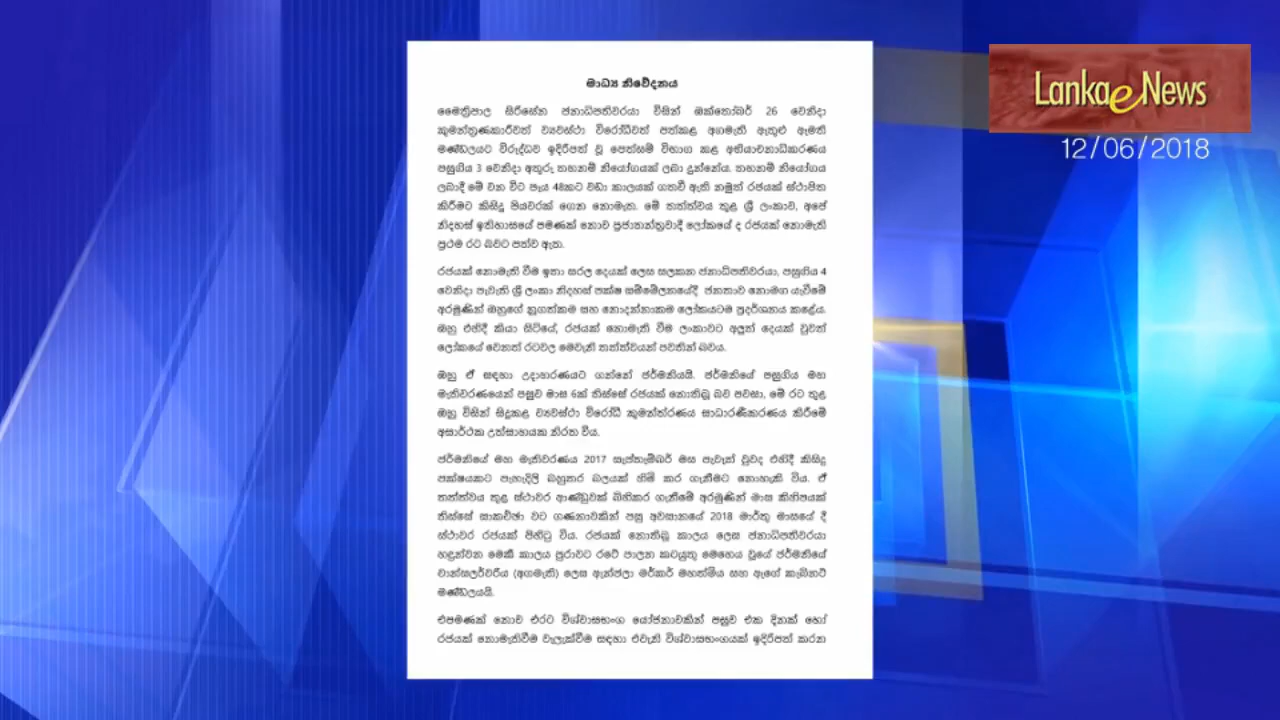 මාධ්‍ය නිවේදනය
මෛත්‍රීපාල සිරිසේන ජනාධිපතිවරයා විසින් ඔක්තෝබර් 26 වෙනිදා
කුමන්ත්‍රණකාරීවත් ව්‍යවස්ථා විරෝධීවත් පත්කළ අගමැති ඇතුළු ඇමති
මණ්ඩලයට විරුද්ධව ඉදිරිපත් වූ පෙත්සම් විභාග කළ අභියාචනාධිකරණය
පසුගිය 3 වෙනිදා අතුරු තහනම් නියෝගයක් ලබා දුන්නේය. තහනම් නියෝගය
ලබාදී මේ වන විට පැය 48කට වඩා කාලයක් ගතවී ඇති නමුත් රජයක් ස්ථාපිත
කිරීමට කිසිදු පියවරක් ගෙන නොමැත. මේ තත්ත්වය තුළ ශ්‍රී ලංකාව, අපේ
නිදහස් ඉතිහාසයේ පමණක් නොව ප්‍රජාතන්ත්‍රවාදී ලෝකයේ ද රජයක් නොමැති
ප්‍රථම රට බවට පත්ව ඇත.
රජයක් නොමැති වීම ඉතා සරල දෙයක් ලෙස සලකන ජනාධිපතිවරයා, පසුගිය 4
වෙනිදා පැවැති ශ්‍රී ලංකා නිදහස් පක්ෂ සම්මේලනයේදී ජනතාව නොමග යැවීමේ
අරමුණින් ඔහුගේ නූගත්කම සහ නොදන්නාකම ලෝකයටම ප්‍රදර්ශනය කළේය.
ඔහු එහිදී කියා සිටියේ, රජයක් නොමැති වීම ලංකාවට අලුත් දෙයක් වුවත්
ලෝකයේ වෙනත් රටවල මෙවැනි තත්ත්වයන් පවතින බවය.
ඔහු ඒ සඳහා උදාහරණයට ගන්නේ ජර්මනියයි. ජර්මනියේ පසුගිය මහ
මැතිවරණයෙන් පසුව මාස 6ක් තිස්සේ රජයක් නොතිබූ බව පවසා, මේ රට තුළ
ඔහු විසින් සිදුකළ ව්‍යවස්ථා විරෝධී කුමන්ත්රණය සාධාරණීකරණය කිරීමේ
අසාර්ථක උත්සාහයක නිරත විය.
ජර්මනියේ මහ මැතිවරණය 2017 සැප්තැම්බර් මස පැවැත් වුවද එහිදී කිසිදු
පක්ෂයකට පැහැදිලි බහුතර බලයක් හිමි කර ගැනීමට නොහැකි විය. ඒ
තත්ත්වය තුළ ස්ථාවර ආණ්ඩුවක් බිහිකර ගැනීමේ අරමුණින් මාස කිහිපයක්
තිස්සේ සාකච්ඡා වට ගණනාවකින් පසු අවසානයේ 2018 මාර්තු මාසයේ දී
ස්ථාවර රජයක් පිහිටු විය. රජයක් නොතිබූ කාලය ලෙස ජනාධිපතිවරයා
හඳුන්වන මෙකී කාලය පුරාවට රටේ පාලන කටයුතු මෙහෙය වූයේ ජර්මනියේ
චාන්සලර්වරිය (අගමැති) ලෙස ඇන්ජලා මර්කර් මහත්මිය සහ ඇගේ කැබිනට්
මණ්ඩලයයි.
එපමණක් නොව එරට විශ්වාසභංග යෝජනාවකින් පසුව එක දිනක් හෝ
රජයක් නොමැතිවීම වැලැක්වීම සඳහා එවැනි විශ්වාසභංගයක් ඉදිරිපත් කරන
Lanka e News
12/06/2018